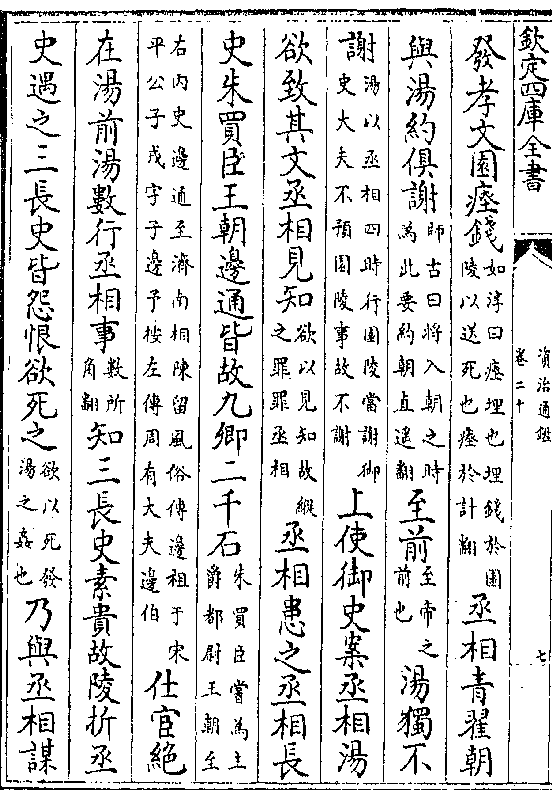 欽定四庫全書
資治通鑑
卷二十
七
發孝文園瘞錢如淳曰瘞埋也埋錢於園陵以送死也瘞於計翻丞相青翟朝
與湯約俱謝師古曰將入朝之時為此要約朝直遥翻至前至帝之前也湯獨不
謝湯以丞相四時行園陵當謝御史大夫不預園陵事故不謝上使御史案丞相湯
欲致其文丞相見知欲以見知故縱之罪罪丞相丞相患之丞相長
史朱買臣王朝邊通皆故九卿二千石朱買臣嘗為主爵都尉王朝至
右内史邊通至濟南相陳留風俗傳邊祖于宋平公子戎字子邊予按左傳周有大夫邊伯仕宦絶
在湯前湯數行丞相事數所角翻知三長史素貴故陵折丞
史遇之三長史皆怨恨欲死之欲以死發湯之姦也乃與丞相謀